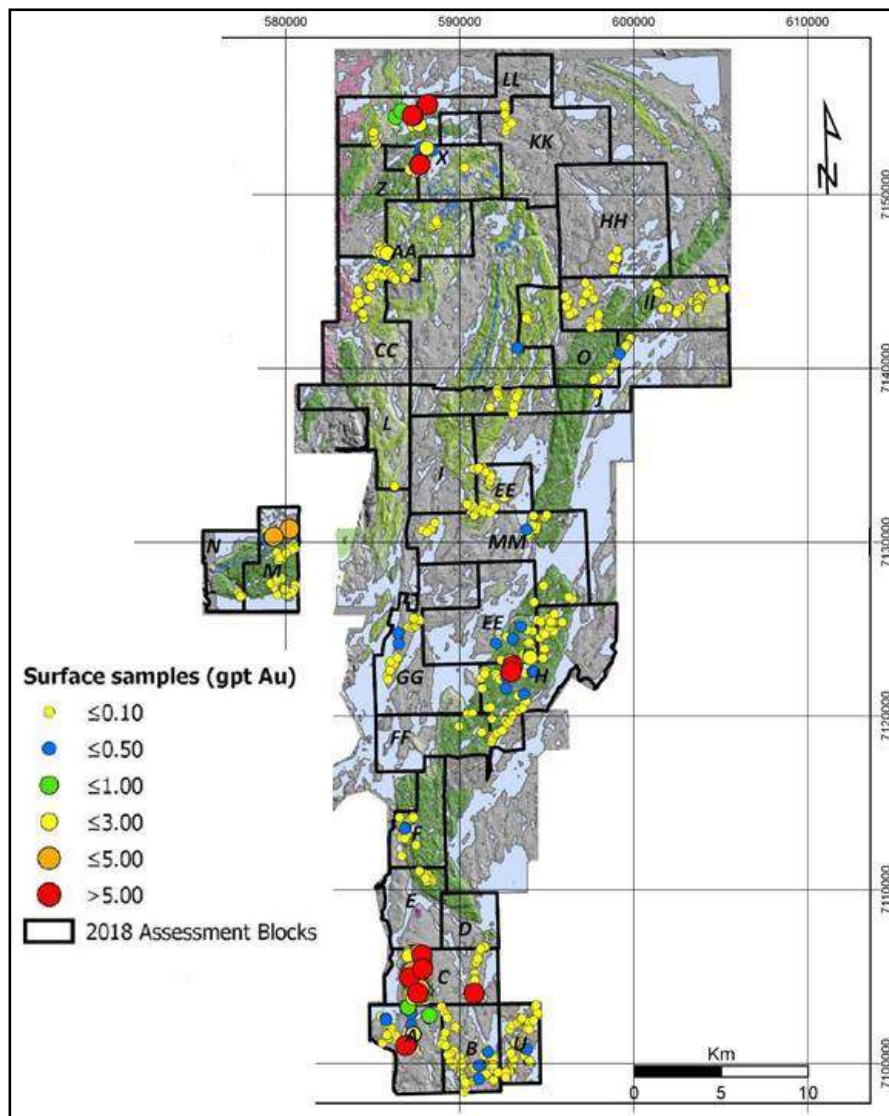 580000 590000 600000 610000
LL
KK
X
Z
N
7150000
HH
AA
II
CC
O
7140000
J
L
I
EE
MM
7130000
N
M
EE
Surface samples (gpt Au)
GG
H
≤0.10
≤0.50
FF
7120000
≤1.00
≤3.00
F
≤5.00
>5.00
E
7110000
2018 Assessment Blocks
D
C
A
B
U
Km
7100000
0 5 10